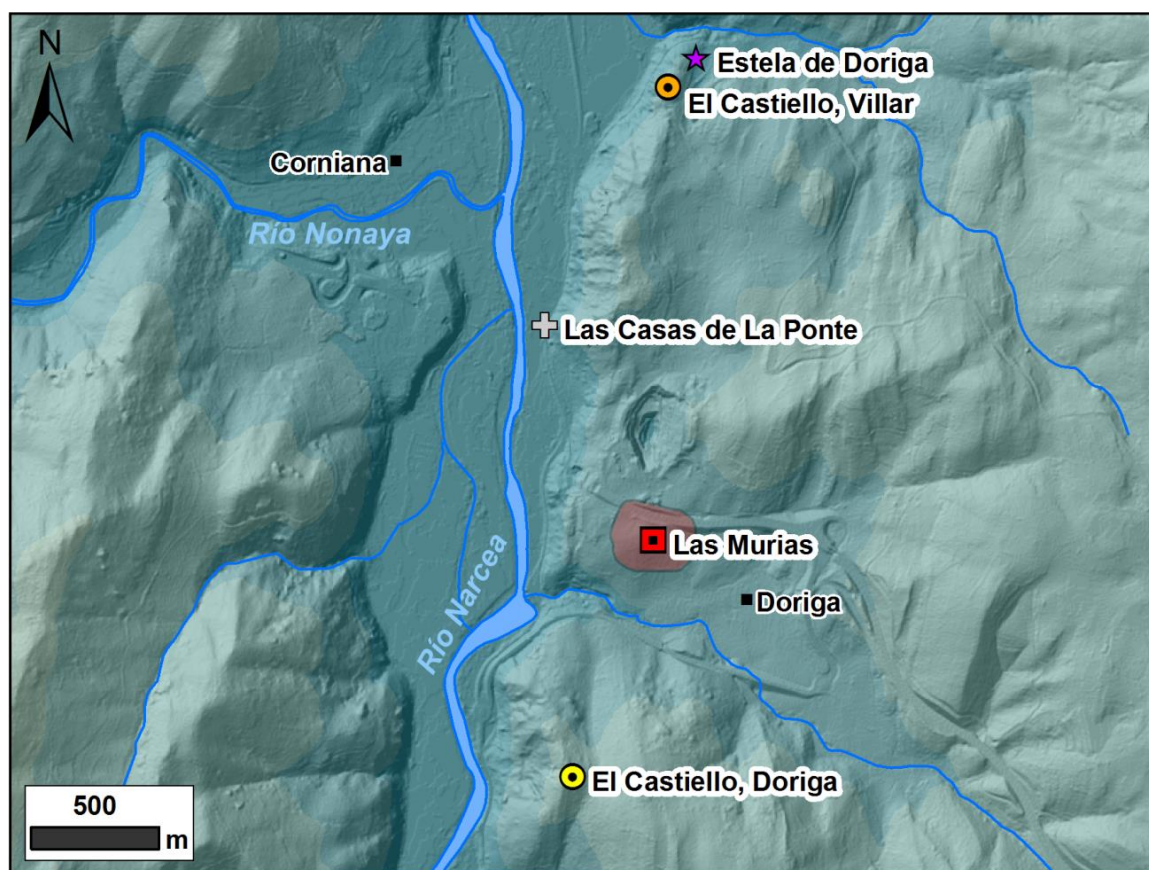 N
Estela de Doriga
El Castiello, Villar
Corniana
Río Nonaya
Las Casas de La Ponte
Las Murias
Doriga
Río Narcea
El Castiello, Doriga
500
m